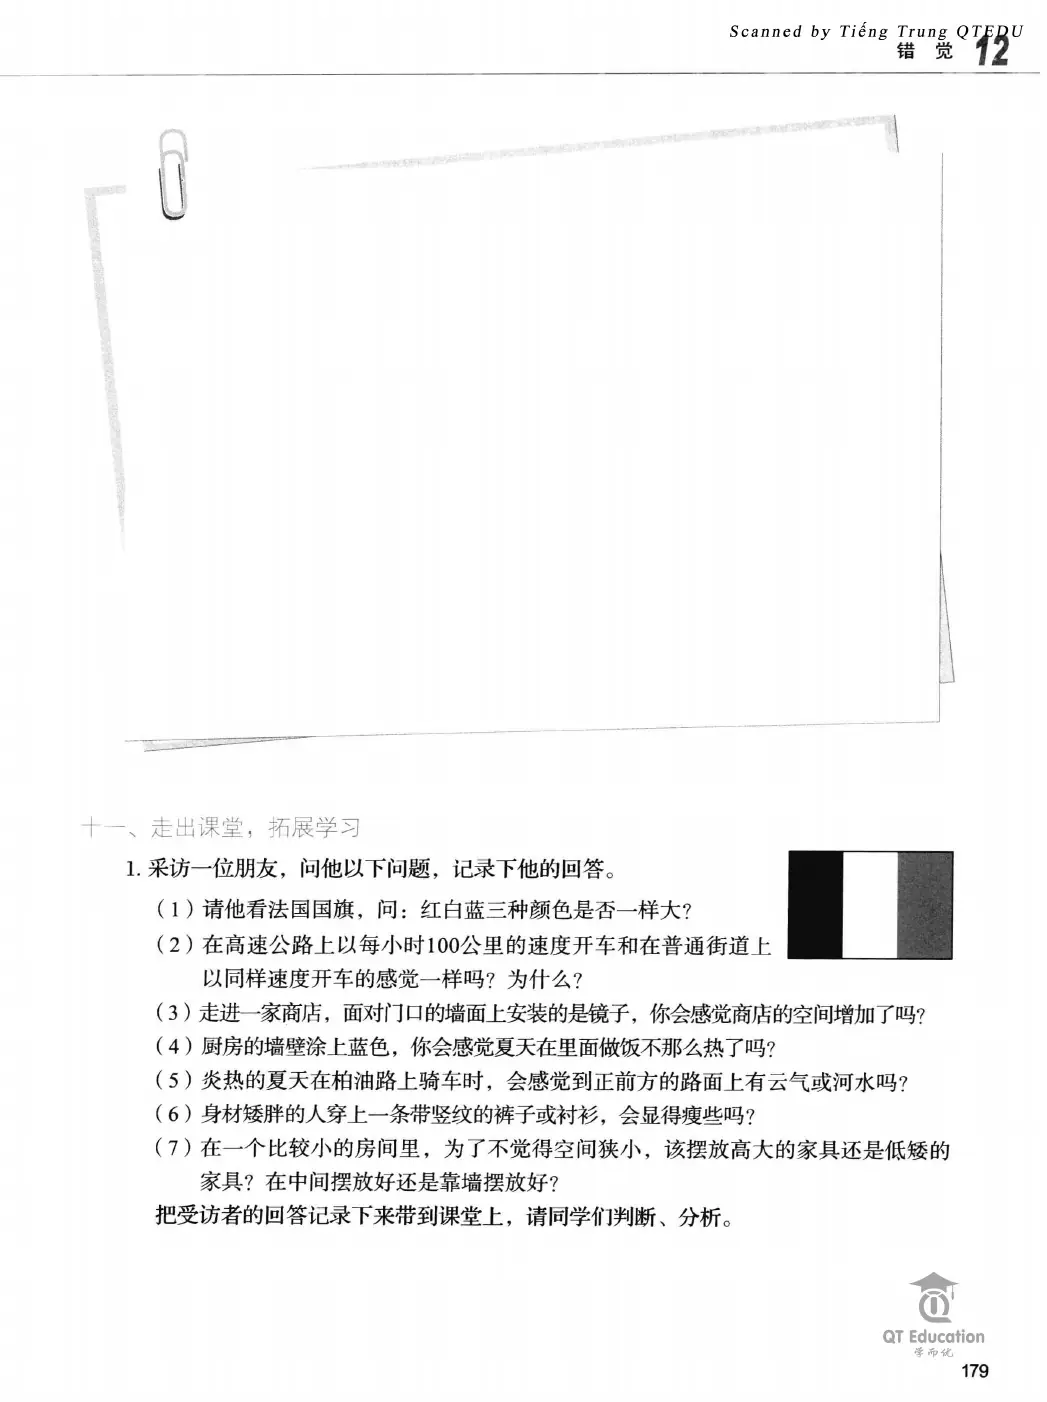 Scanned by Tiếng Trung QTEDU
错 觉 12
十一、走出课堂，拓展学习
1. 采访一位朋友，问他以下问题，记录下他的回答。
（1）请他看法国国旗，问：红白蓝三种颜色是否一样大？
（2）在高速公路上以每小时100公里的速度开车和在普通街道上
以同样速度开车的感觉一样吗？为什么？
（3）走进一家商店，面对门口的墙面上安装的是镜子，你会感觉商店的空间增加了吗？
（4）厨房的墙壁涂上蓝色，你会感觉夏天在里面做饭不那么热了吗？
（5）炎热的夏天在柏油路上骑车时，会感觉到正前方的路面上有云气或河水吗？
（6）身材矮胖的人穿上一条带竖纹的裤子或衬衫，会显得瘦些吗？
（7）在一个比较小的房间里，为了不觉得空间狭小，该摆放高大的家具还是低矮的
家具？在中间摆放好还是靠墙摆放好？
把受访者的回答记录下来带到课堂上，请同学们判断、分析。
QT Education
学而优
179